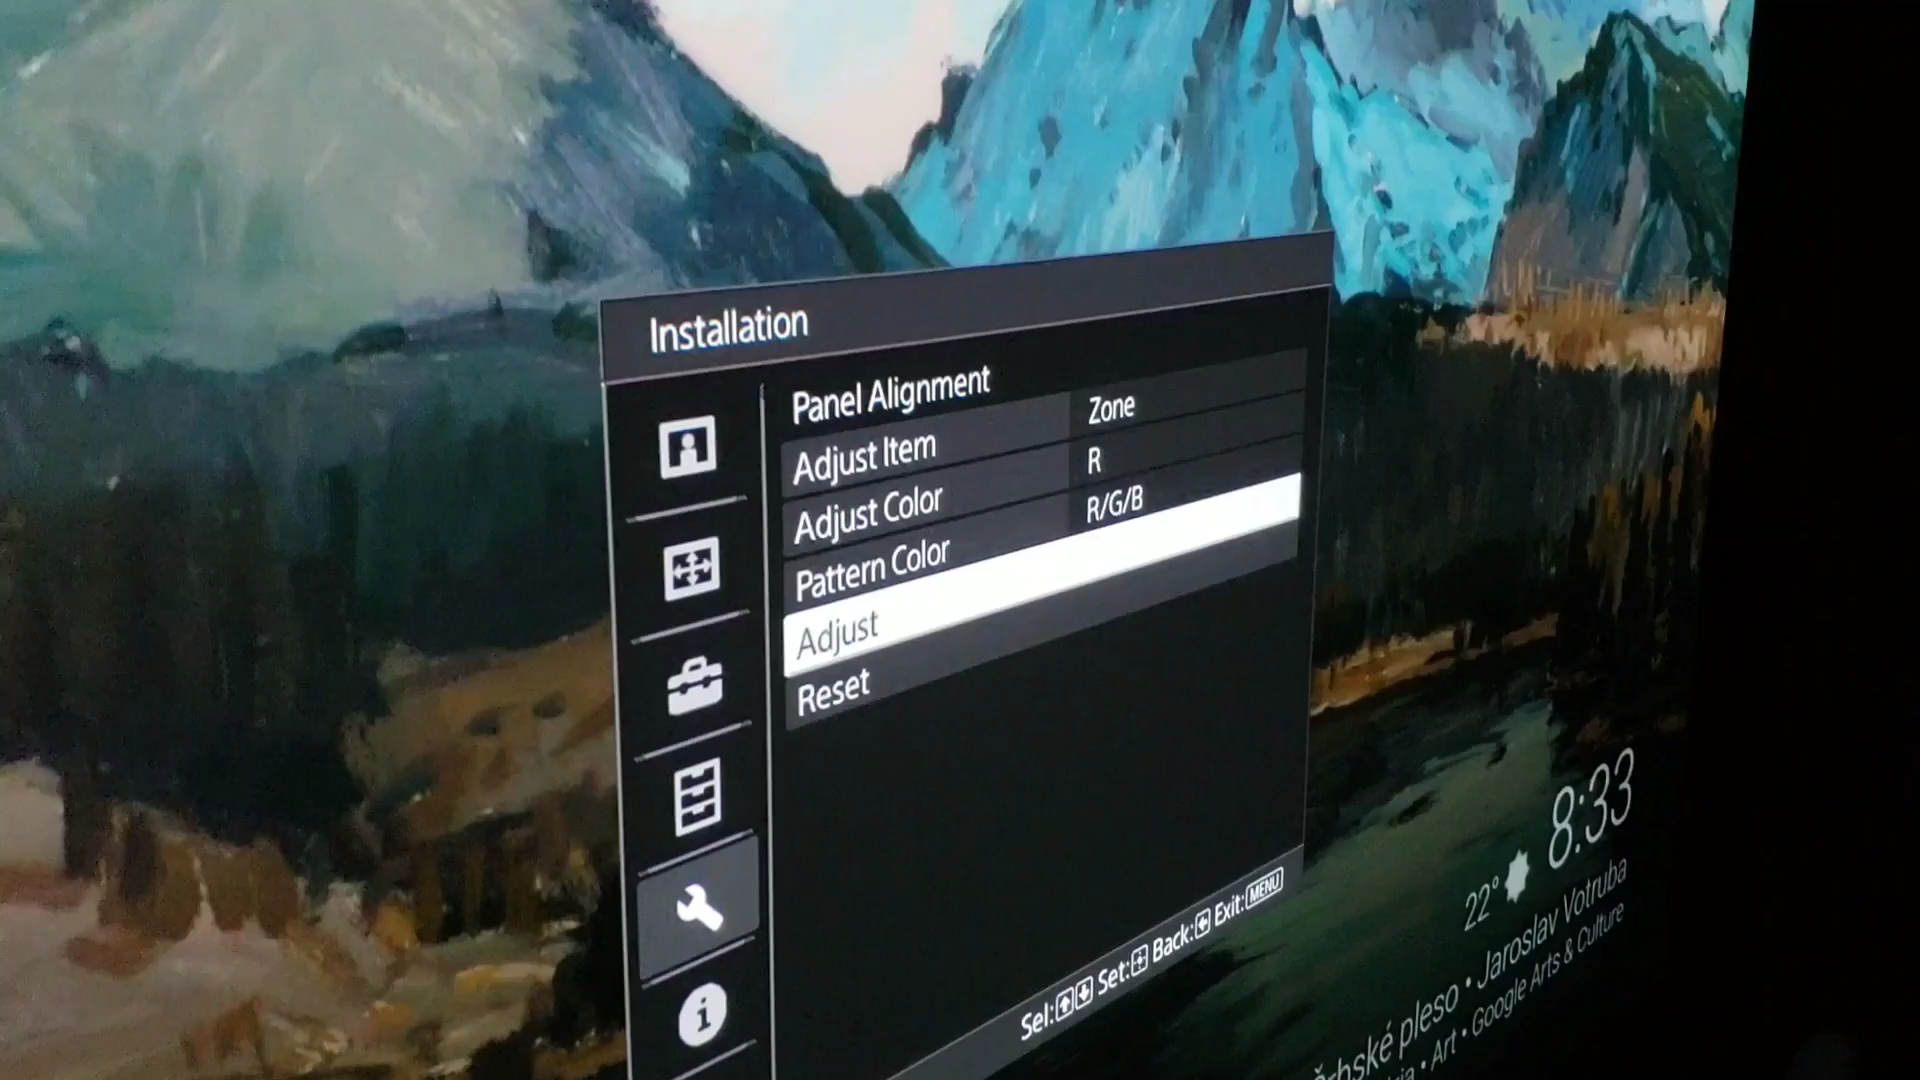 Installation
Panel Alignment
Adjust Item Zone
Adjust Color R
Pattern Color R/G/B
Adjust
Reset
Sel: Set: Back: Exit: MENU
8:33
22°
pleso • Jaroslav Votruba
• Art • Google Arts & Culture